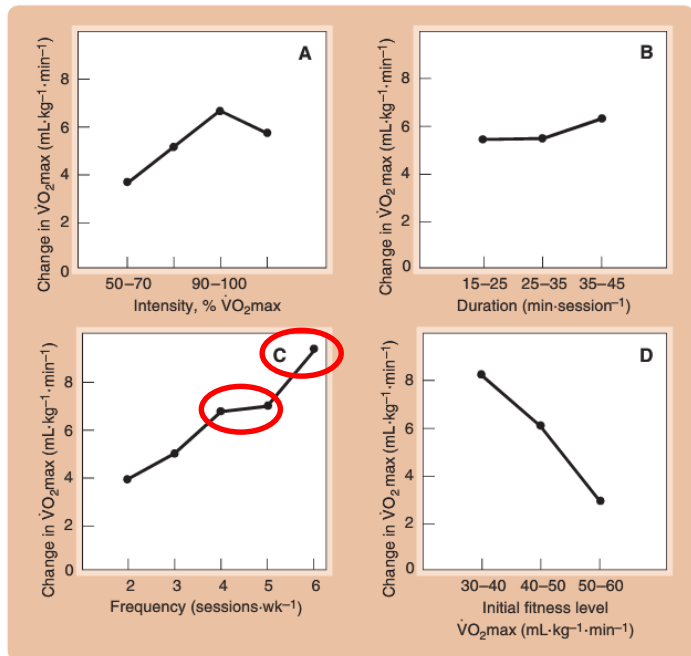 A
Change in V̇O₂max (mL·kg⁻¹·min⁻¹)
8
6
4
2
0
50–70
90–100
Intensity, % V̇O₂max
B
Change in V̇O₂max (mL·kg⁻¹·min⁻¹)
8
6
4
2
0
15–25
25–35
35–45
Duration (min·session⁻¹)
C
Change in V̇O₂max (mL·kg⁻¹·min⁻¹)
8
6
4
2
0
2
3
4
5
6
Frequency (sessions·wk⁻¹)
D
Change in V̇O₂max (mL·kg⁻¹·min⁻¹)
8
6
4
2
0
30–40
40–50
50–60
Initial fitness level
V̇O₂max (mL·kg⁻¹·min⁻¹)